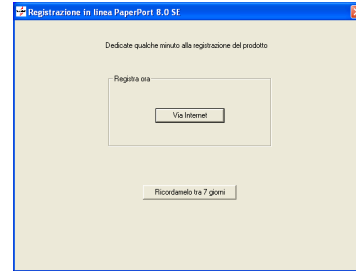 Registrazione in linea PaperPort 8.0 SE
Dedicate qualche minuto alla registrazione del prodotto
Registra ora
Via Internet
Ricordamelo tra 7 giorni